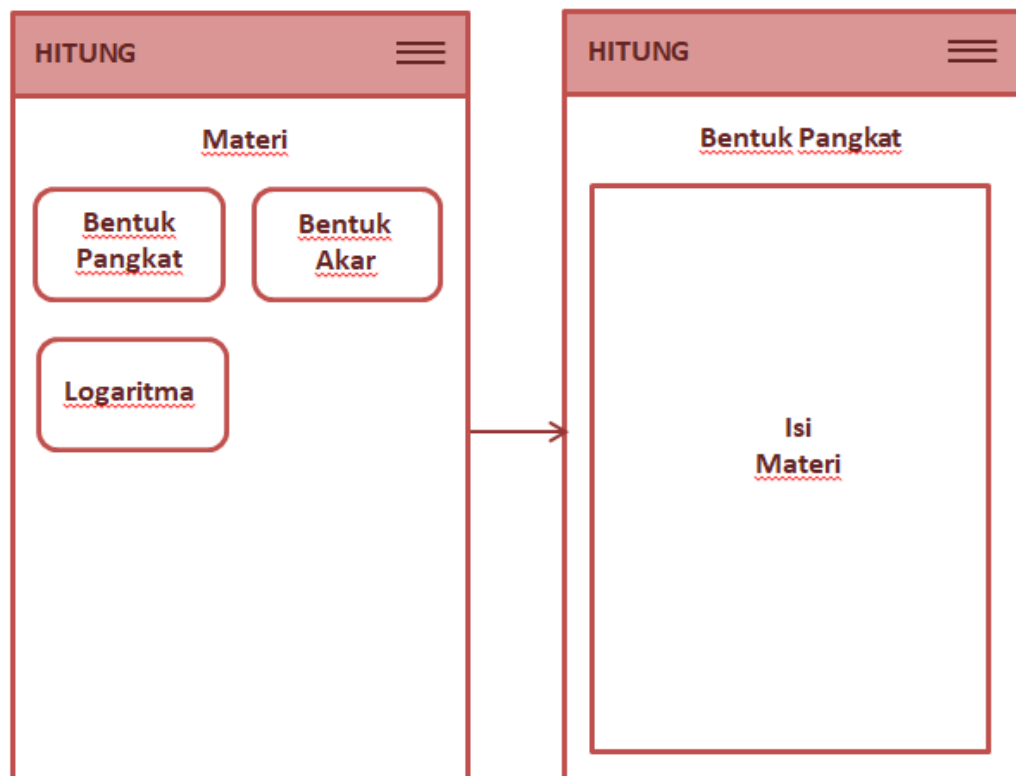 HITUNG
Materi
Bentuk
Pangkat
Bentuk
Akar
Logaritma
HITUNG
Bentuk Pangkat
Isi
Materi